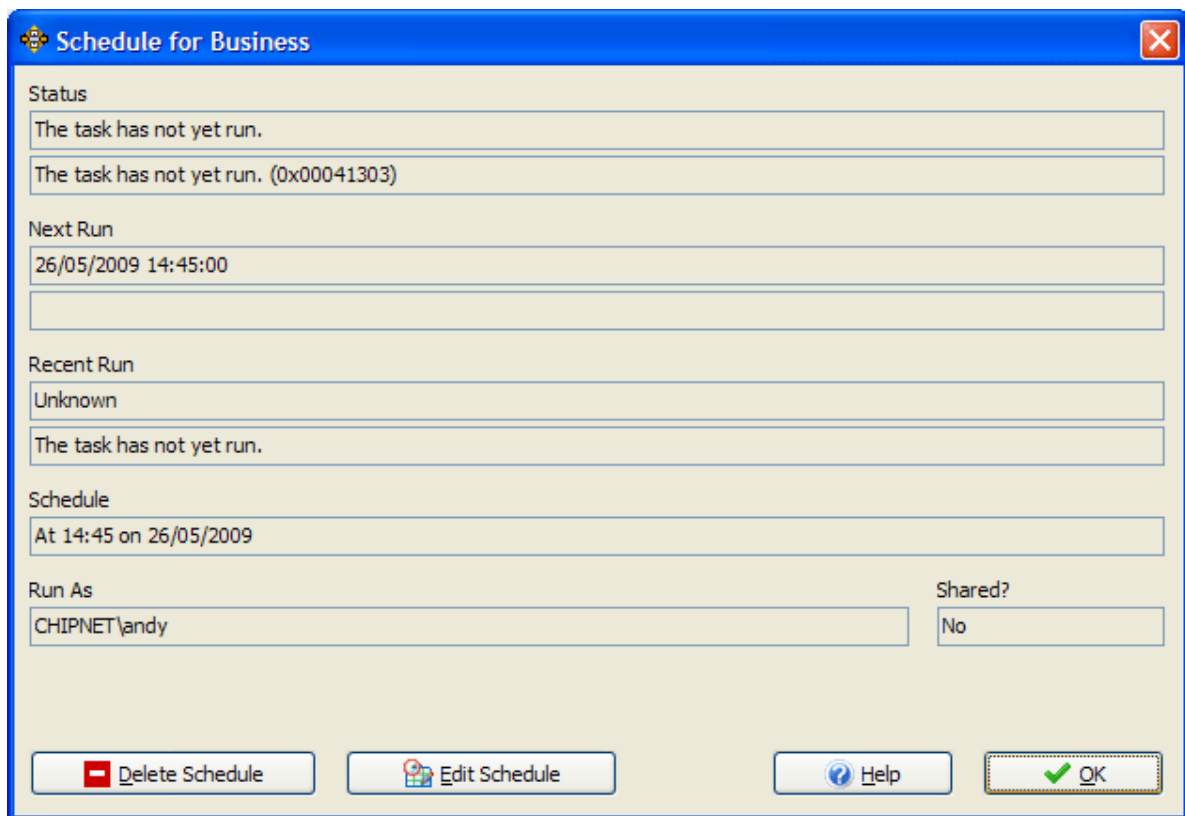 Schedule for Business
Status
The task has not yet run.
The task has not yet run. (0x00041303)
Next Run
26/05/2009 14:45:00
Recent Run
Unknown
The task has not yet run.
Schedule
At 14:45 on 26/05/2009
Run As
Shared?
CHIPNET\andy
No
Delete Schedule
Edit Schedule
Help
OK